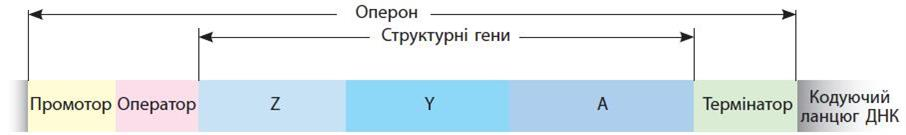 Оперон
Структурні гени
Промотор Оператор Z Y A Термінатор Кодуючий
ланцюг ДНК